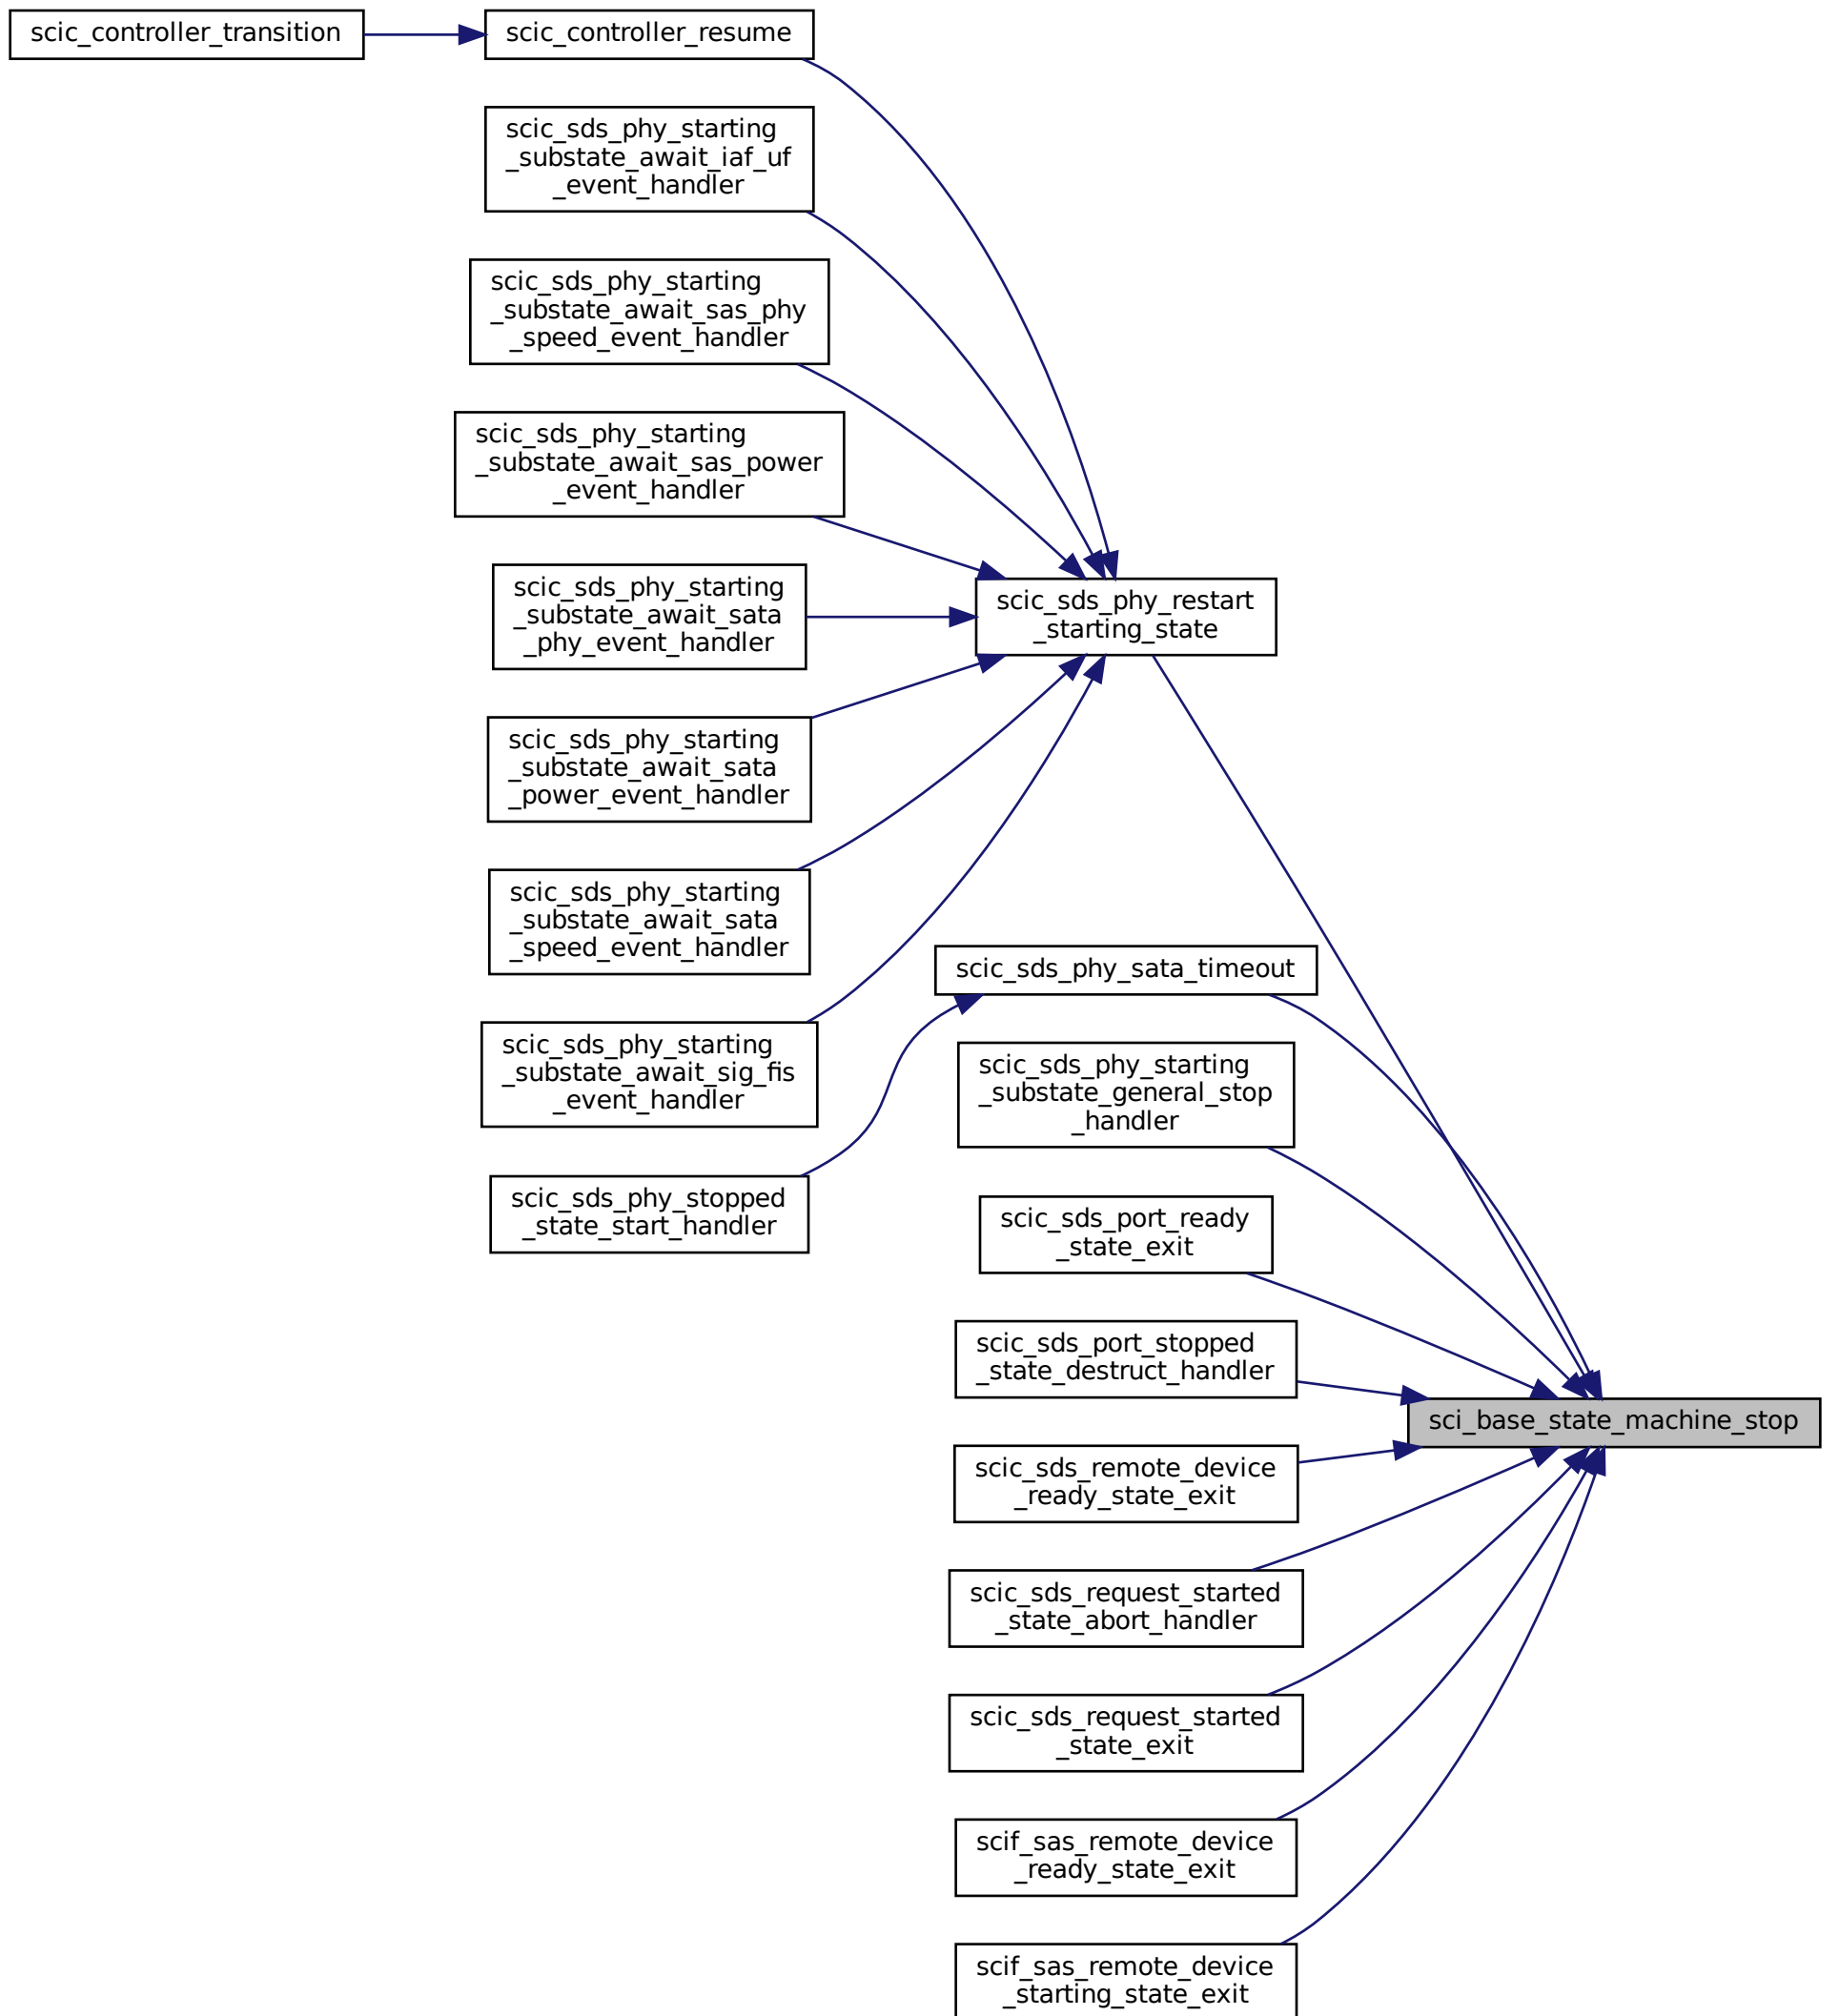 scic_controller_transition
scic_controller_resume
scic_sds_phy_starting
_substate_await_iaf_uf
_event_handler
scic_sds_phy_starting
_substate_await_sas_phy
_speed_event_handler
scic_sds_phy_starting
_substate_await_sas_power
_event_handler
scic_sds_phy_starting
_substate_await_sata
_phy_event_handler
scic_sds_phy_restart
_starting_state
scic_sds_phy_starting
_substate_await_sata
_power_event_handler
scic_sds_phy_starting
_substate_await_sata
_speed_event_handler
scic_sds_phy_sata_timeout
scic_sds_phy_starting
_substate_await_sig_fis
_event_handler
scic_sds_phy_starting
_substate_general_stop
_handler
scic_sds_phy_stopped
_state_start_handler
scic_sds_port_ready
_state_exit
scic_sds_port_stopped
_state_destruct_handler
sci_base_state_machine_stop
scic_sds_remote_device
_ready_state_exit
scic_sds_request_started
_state_abort_handler
scic_sds_request_started
_state_exit
scif_sas_remote_device
_ready_state_exit
scif_sas_remote_device
_starting_state_exit